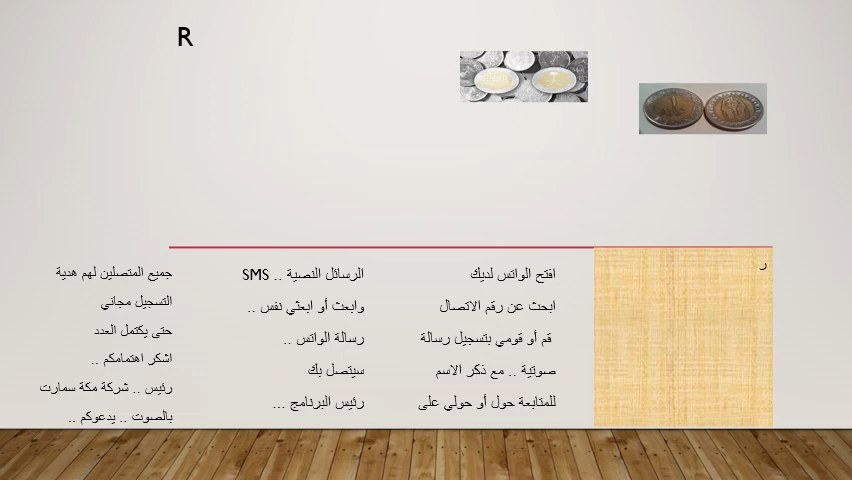 R
ر
افتح الواتس لديك
ابحث عن رقم الاتصال
قم أو قومي بتسجيل رسالة
صوتية .. مع ذكر الاسم
للمتابعة حول أو حولي على
الرسائل النصية .. SMS
وابعث أو ابعثي نفس ..
رسالة الواتس ..
سيتصل بك
رئيس البرنامج ...
جميع المتصلين لهم هدية
التسجيل مجاني
حتى يكتمل العدد
اشكر اهتمامكم ..
رئيس .. شركة مكة سمارت
بالصوت .. يدعوكم ..